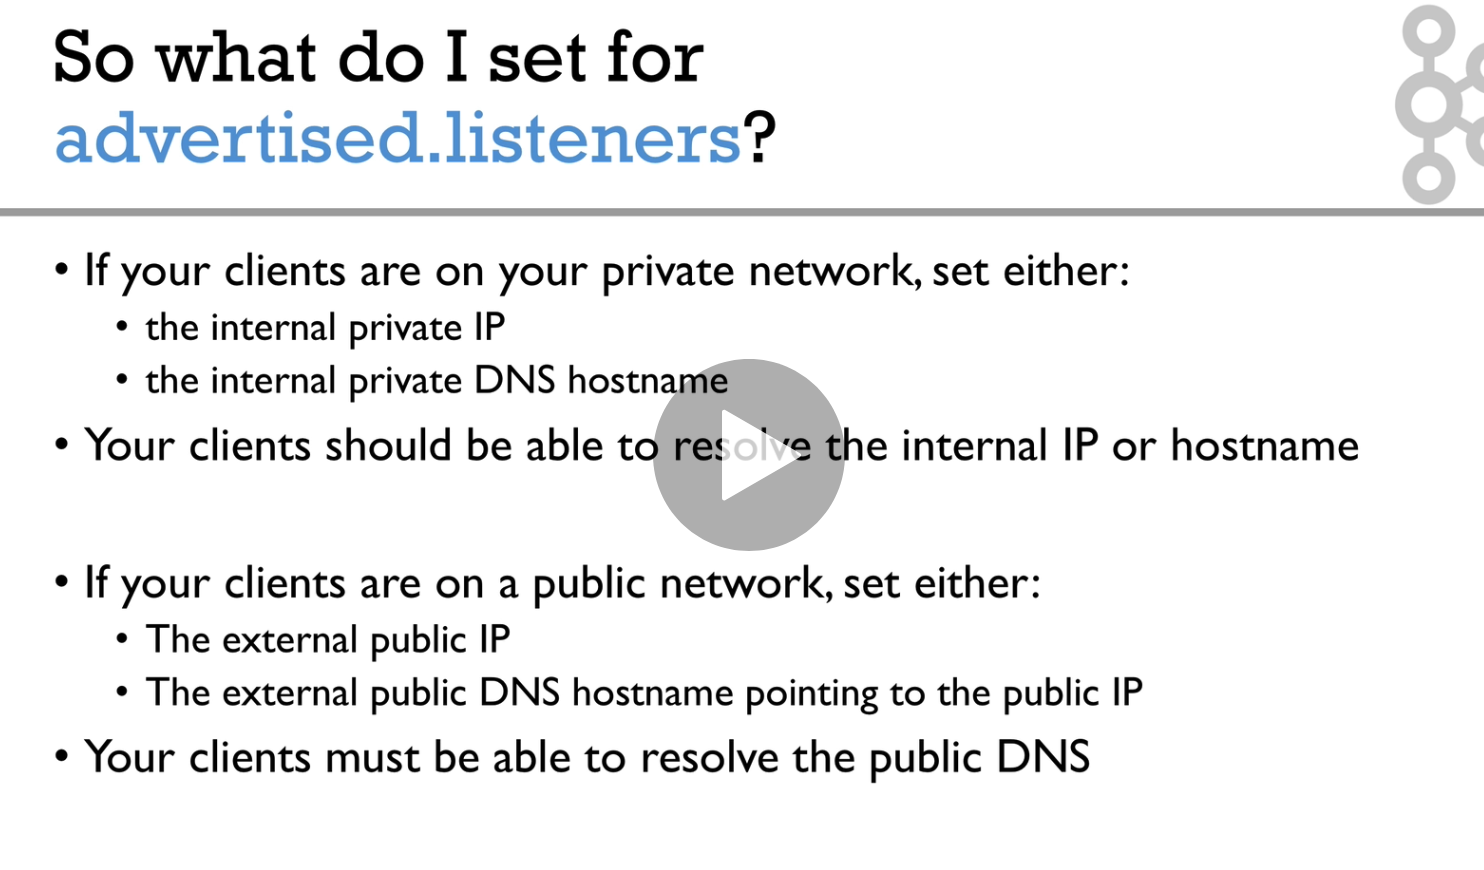 So what do I set for
advertised.listeners?
• If your clients are on your private network, set either:
• the internal private IP
• the internal private DNS hostname
• Your clients should be able to resolve the internal IP or hostname
• If your clients are on a public network, set either:
• The external public IP
• The external public DNS hostname pointing to the public IP
• Your clients must be able to resolve the public DNS